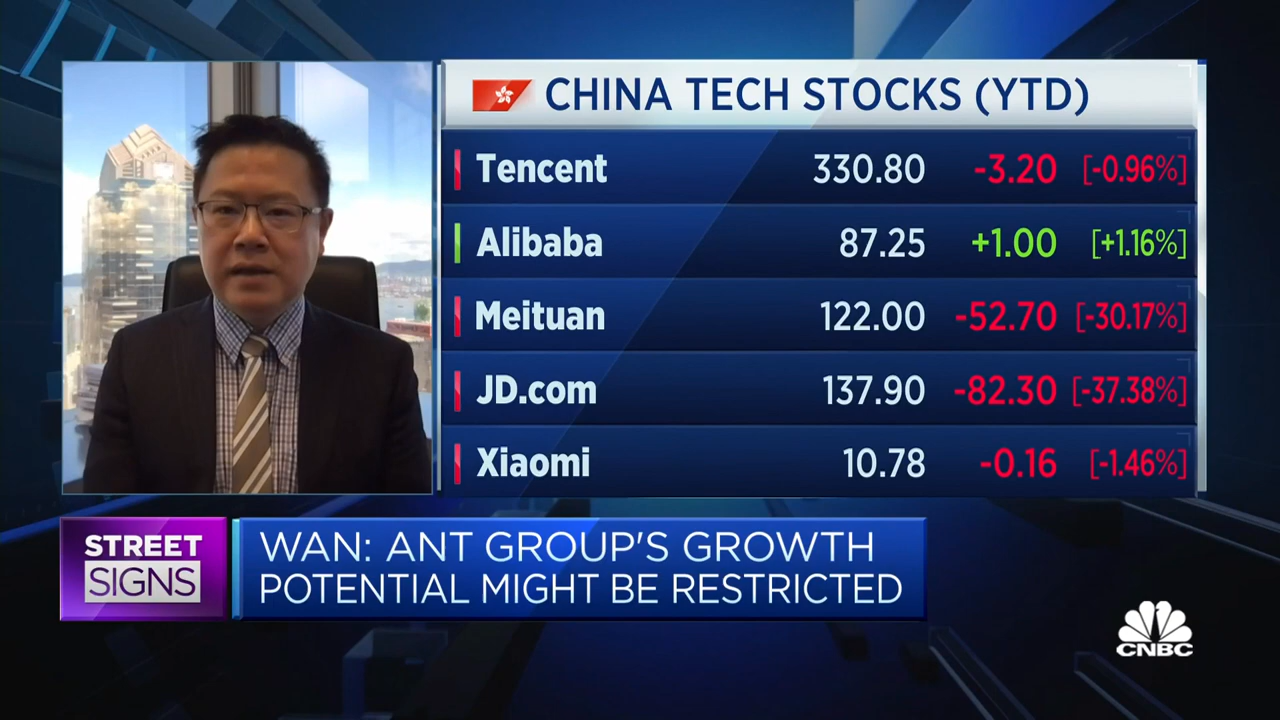 CHINA TECH STOCKS (YTD)
Tencent 330.80 -3.20 [-0.96%]
Alibaba 87.25 +1.00 [+1.16%]
Meituan 122.00 -52.70 [-30.17%]
JD.com 137.90 -82.30 [-37.38%]
Xiaomi 10.78 -0.16 [-1.46%]
STREET
SIGNS
WAN: ANT GROUP'S GROWTH
POTENTIAL MIGHT BE RESTRICTED
CNBC